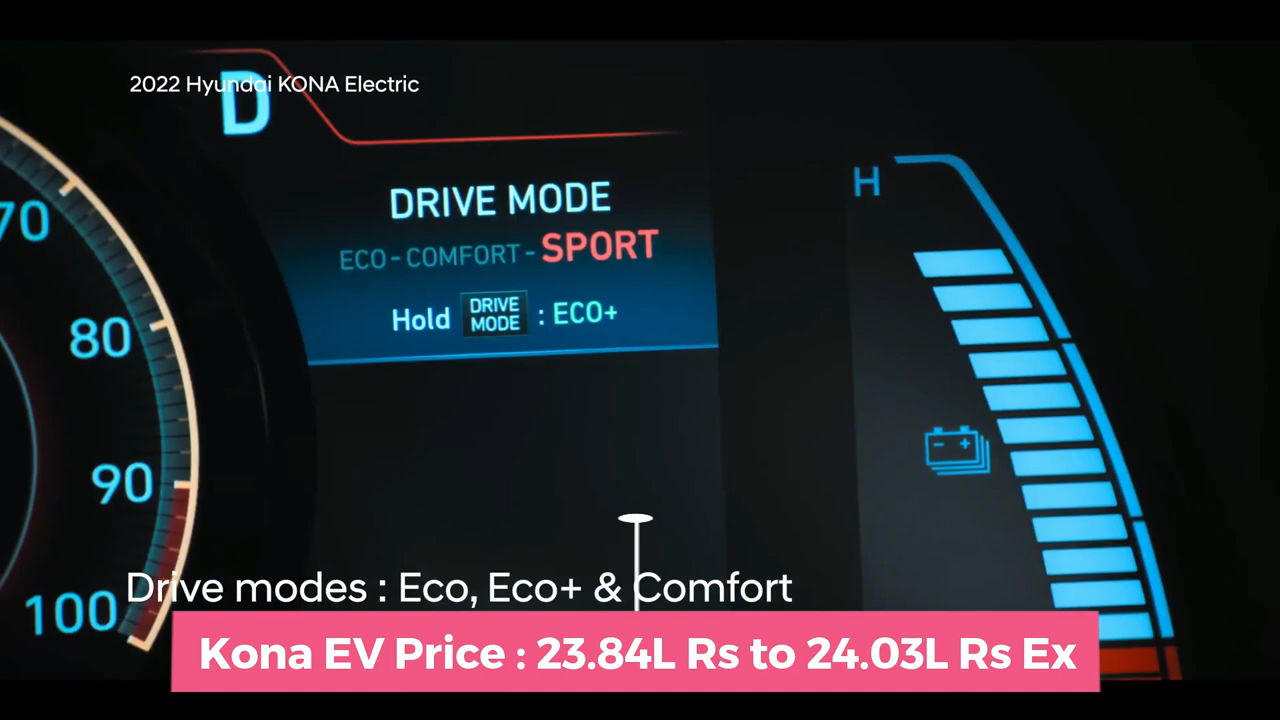 2022 Hyundai KONA Electric
D
DRIVE MODE
ECO - COMFORT - SPORT
Hold DRIVE MODE : ECO+
H
70
80
90
100
Drive modes : Eco, Eco+ & Comfort
Kona EV Price : 23.84L Rs to 24.03L Rs Ex